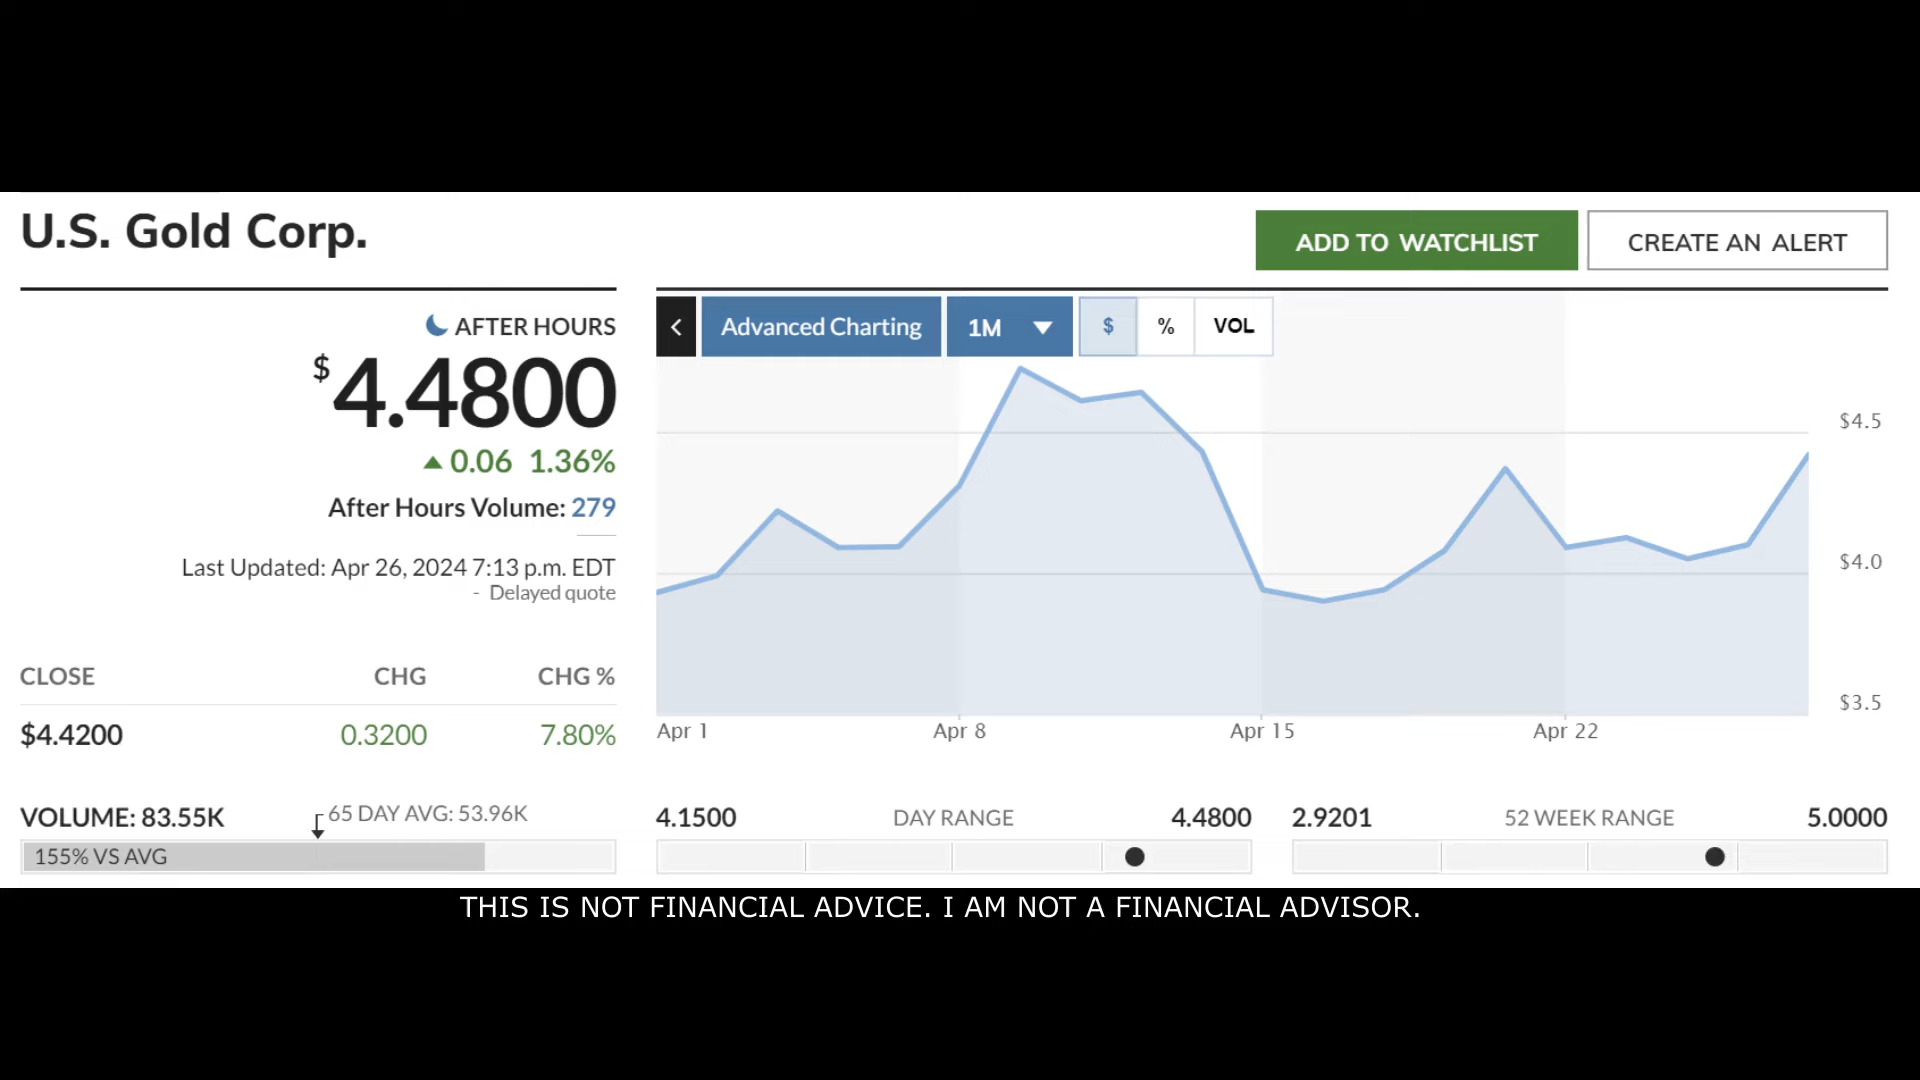 U.S. Gold Corp.
ADD TO WATCHLIST
CREATE AN ALERT
AFTER HOURS
$4.4800
0.06 1.36%
After Hours Volume: 279
Last Updated: Apr 26, 2024 7:13 p.m. EDT
- Delayed quote
CLOSE CHG CHG %
$4.4200 0.3200 7.80%
VOLUME: 83.55K 65 DAY AVG: 53.96K
155% VS AVG
< Advanced Charting 1M $ % VOL
$4.5
$4.0
$3.5
Apr 1 Apr 8 Apr 15 Apr 22
4.1500 DAY RANGE 4.4800
2.9201 52 WEEK RANGE 5.0000
THIS IS NOT FINANCIAL ADVICE. I AM NOT A FINANCIAL ADVISOR.